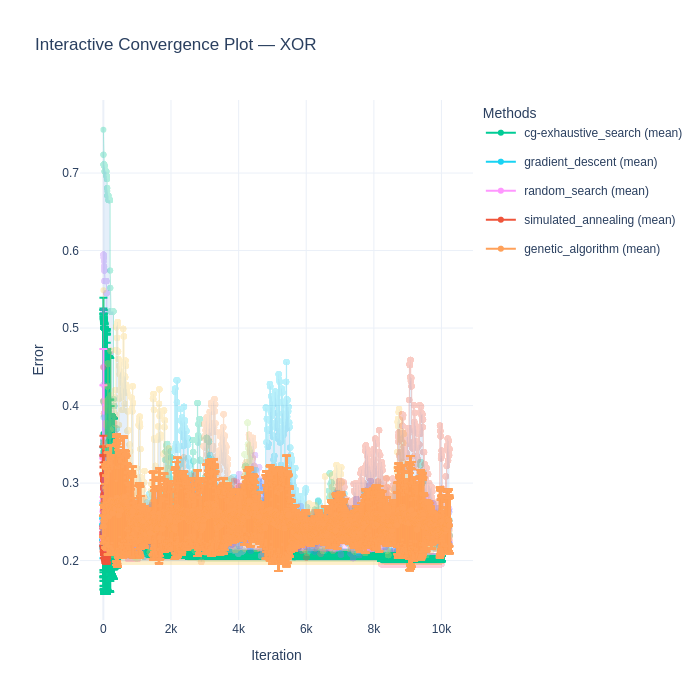 Interactive Convergence Plot — XOR
Methods
cg-exhaustive_search (mean)
gradient_descent (mean)
random_search (mean)
simulated_annealing (mean)
genetic_algorithm (mean)
Error
0.7
0.6
0.5
0.4
0.3
0.2
0 2k 4k 6k 8k 10k
Iteration